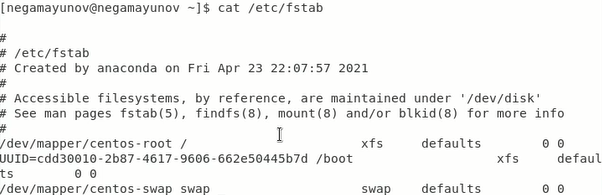 [negamayunov@negamayunov ~]$ cat /etc/fstab
#
# /etc/fstab
# Created by anaconda on Fri Apr 23 22:07:57 2021
#
# Accessible filesystems, by reference, are maintained under '/dev/disk'
# See man pages fstab(5), findfs(8), mount(8) and/or blkid(8) for more info
#
/dev/mapper/centos-root /                       xfs     defaults        0 0
UUID=cdd30010-2b87-4617-9606-662e50445b7d /boot                   xfs     defaul
ts        0 0
/dev/mapper/centos-swap swap                    swap    defaults        0 0